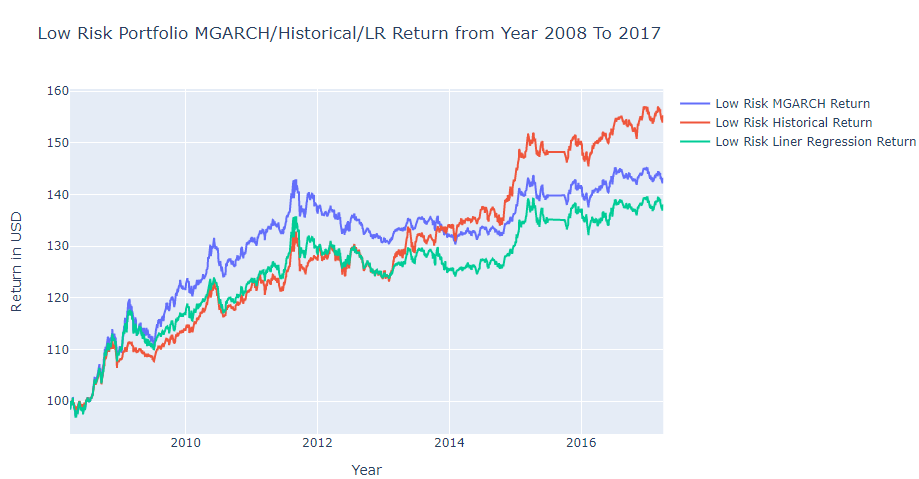 Low Risk Portfolio MGARCH/Historical/LR Return from Year 2008 To 2017
160
150
140
130
120
110
100
Return in USD
2010
2012
2014
2016
Year
Low Risk MGARCH Return
Low Risk Historical Return
Low Risk Liner Regression Return